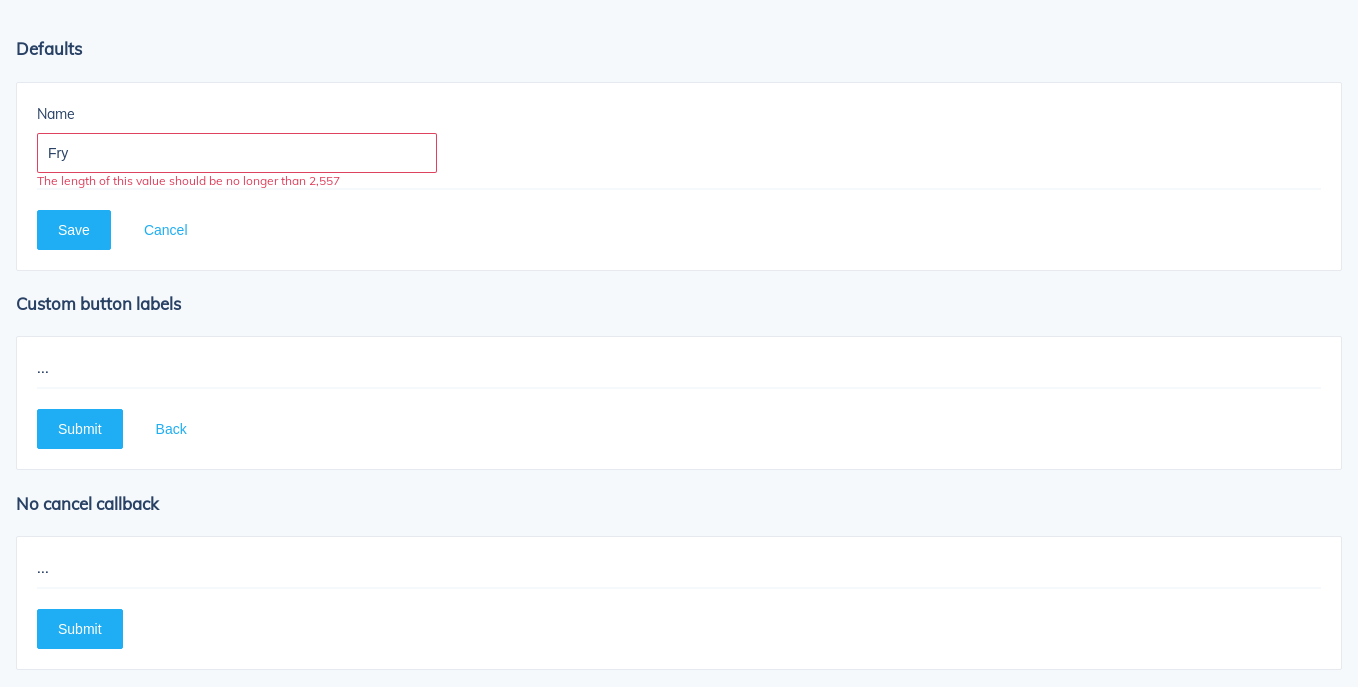 Defaults
Name
Fry
The length of this value should be no longer than 2,557
Save Cancel
Custom button labels
...
Submit Back
No cancel callback
...
Submit